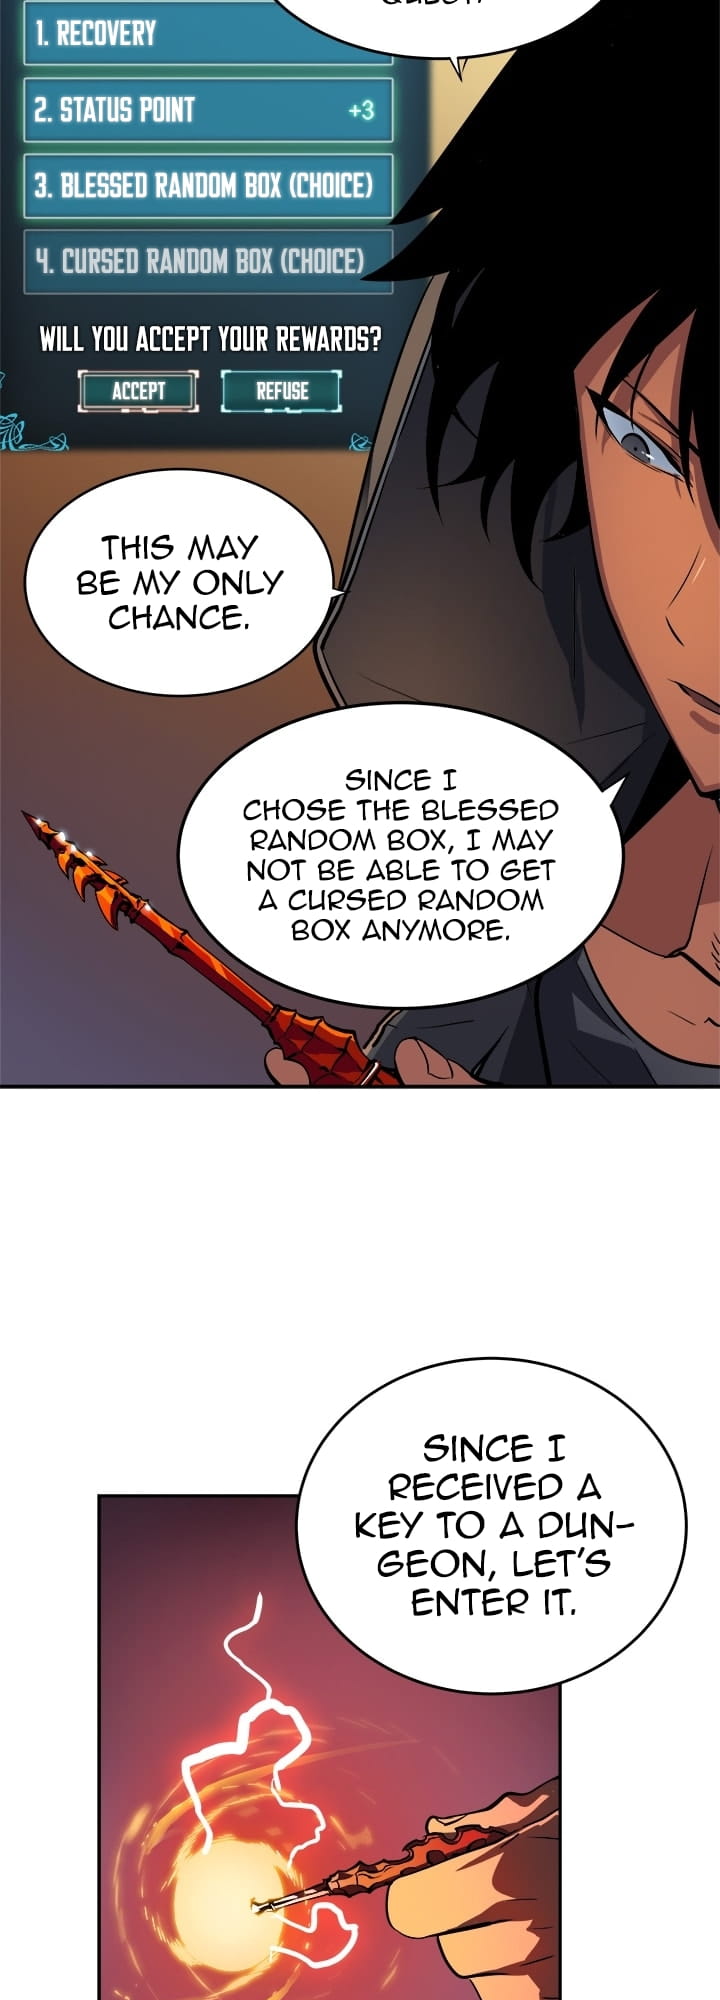 1. RECOVERY
2. STATUS POINT +3
3. BLESSED RANDOM BOX (CHOICE)
4. CURSED RANDOM BOX (CHOICE)
WILL YOU ACCEPT YOUR REWARDS?
ACCEPT REFUSE
THIS MAY
BE MY ONLY
CHANCE.
SINCE I
CHOSE THE BLESSED
RANDOM BOX, I MAY
NOT BE ABLE TO GET
A CURSED RANDOM
BOX ANYMORE.
SINCE I
RECEIVED A
KEY TO A DUN-
GEON, LET'S
ENTER IT.